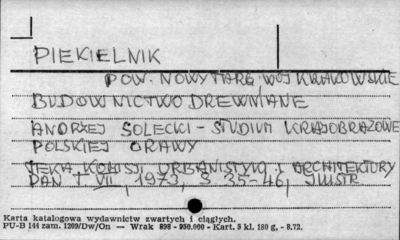 PIEKIELNIK
POW. NOWY TARG, WOJ KRAKOWSKIE
BUDOWNICTWO DREWNIANE
ANDRZEJ SOLECKI - STUDIUM KRAJOBRAZOWE
POLSKIEJ ORAWY
TEKA KOMISJI URBANISTYKI I ARCHITEKTURY
PAN T. VII, 1973, S 35-46, ILUSTR
Karta katalogowa wydawnictw zwartych i ciągłych.
PU-B 144 zam. 1209/Dw/On — Wrak 898 - 950.000 - Kart. 5 kl. 180 g, - 8.72.